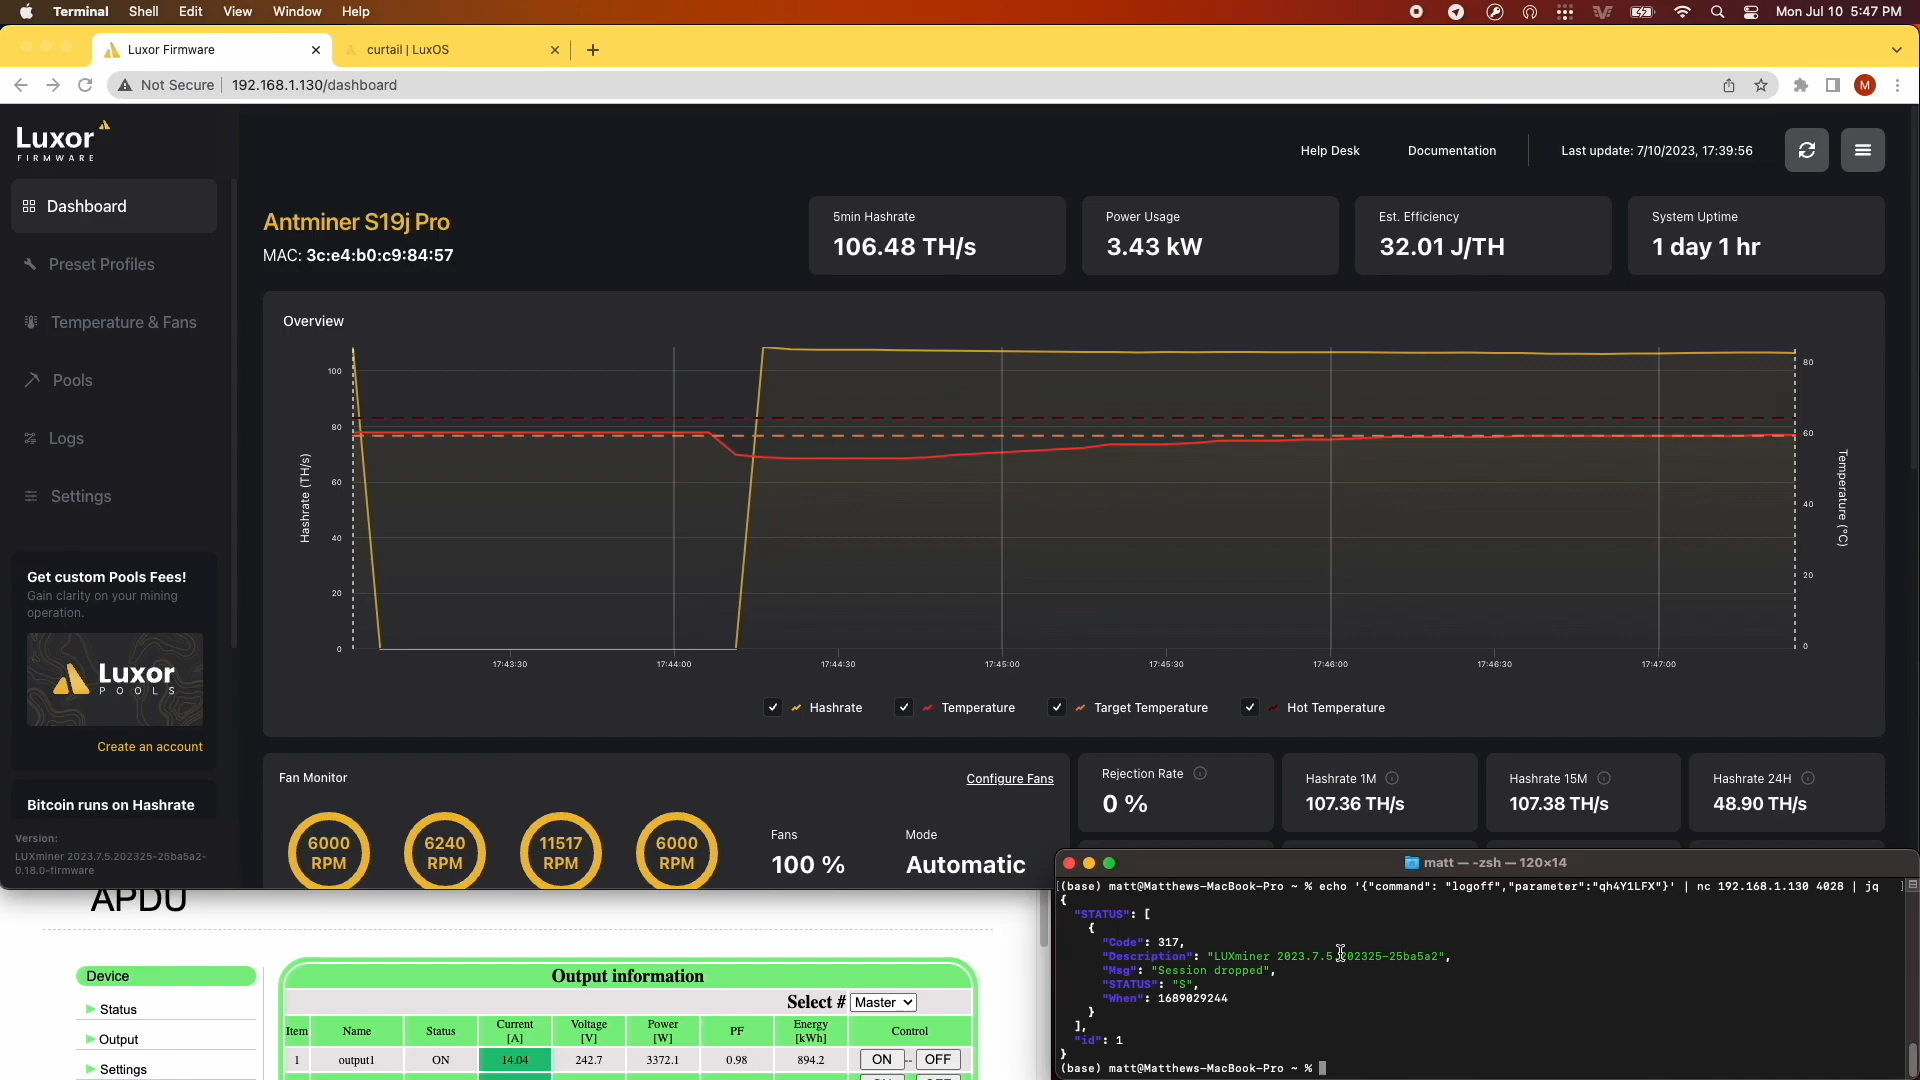 Terminal Shell Edit View Window Help
Mon Jul 10 5:47 PM
Luxor Firmware
curtail | LuxOS
Not Secure 192.168.1.130/dashboard
M
Luxor
FIRMWARE
Help Desk
Documentation
Last update: 7/10/2023, 17:39:56
Dashboard
Preset Profiles
Temperature & Fans
Pools
Logs
Settings
Get custom Pools Fees!
Gain clarity on your mining
operation.
Luxor
POOLS
Create an account
Bitcoin runs on Hashrate
Version:
LUXminer 2023.7.5.202325-25ba5a2-
0.18.0-firmware
Antminer S19j Pro
MAC: 3c:e4:b0:c9:84:57
5min Hashrate
106.48 TH/s
Power Usage
3.43 kW
Est. Efficiency
32.01 J/TH
System Uptime
1 day 1 hr
Overview
Hashrate (TH/s)
100
80
60
40
20
0
80
60
40
20
0
Temperature (°C)
17:43:30 17:44:00 17:44:30 17:45:00 17:45:30 17:46:00 17:46:30 17:47:00
Hashrate Temperature Target Temperature Hot Temperature
Fan Monitor
Configure Fans
6000
RPM
6240
RPM
11517
RPM
6000
RPM
Fans
100 %
Mode
Automatic
Rejection Rate
0 %
Hashrate 1M
107.36 TH/s
Hashrate 15M
107.38 TH/s
Hashrate 24H
48.90 TH/s
APDU
Device
Status
Output
Settings
Output information
Select # Master
Item Name Status Current [A] Voltage [V] Power [W] PF Energy [kWh] Control
1 output1 ON 14.04 242.7 3372.1 0.98 894.2 ON -- OFF
matt — -zsh — 120×14
(base) matt@Matthews-MacBook-Pro ~ % echo '{"command": "logoff","parameter":"qh4Y1LFX"}' | nc 192.168.1.130 4028 | jq
{
"STATUS": [
{
"Code": 317,
"Description": "LUXminer 2023.7.5.202325-25ba5a2",
"Msg": "Session dropped",
"STATUS": "S",
"When": 1689029244
}
],
"id": 1
}
(base) matt@Matthews-MacBook-Pro ~ %